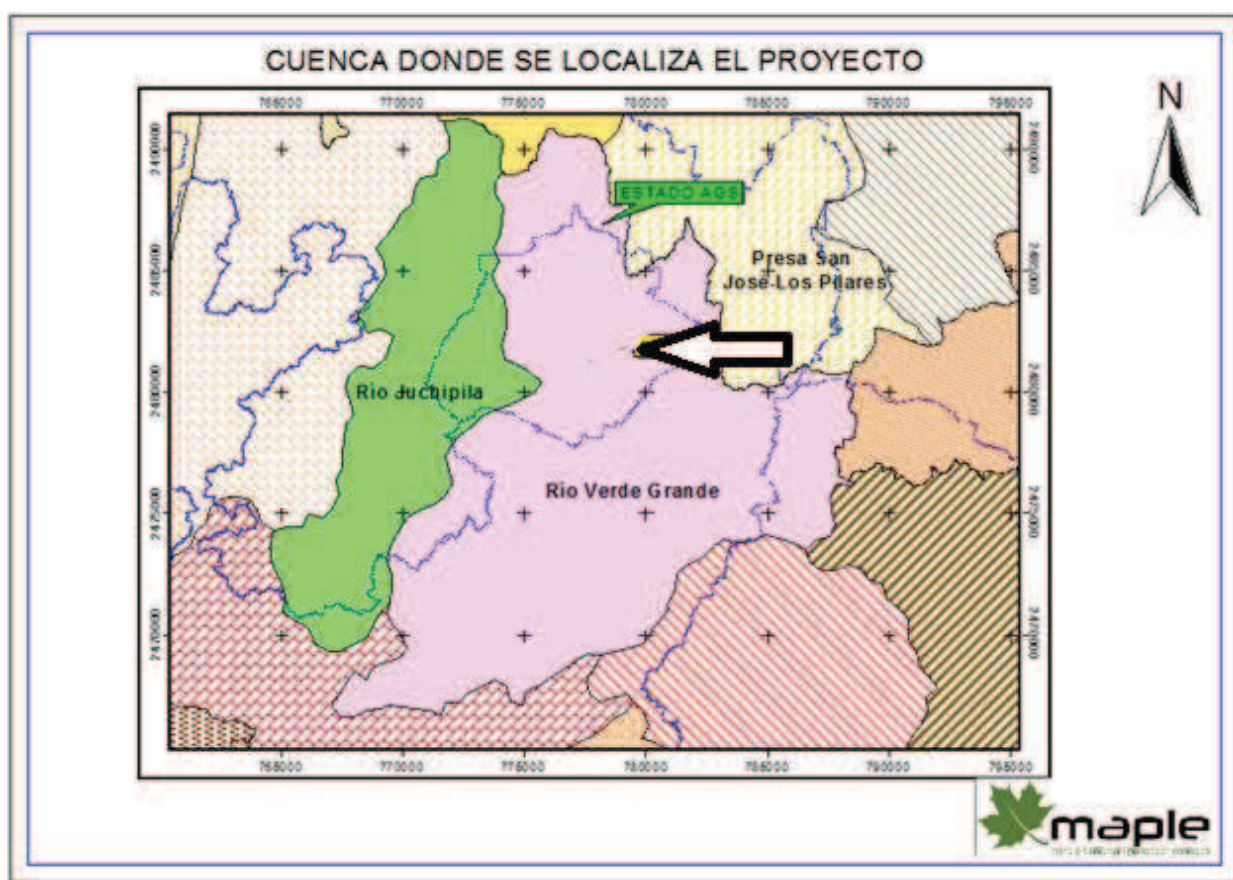 CUENCA DONDE SE LOCALIZA EL PROYECTO
N
765000 770000 775000 780000 785000 790000 795000
2490000
2490000
ESTADO AGS
2485000
2485000
Presa San
José-Los Pilares
2480000
2480000
Río Juchipila
Río Verde Grande
2475000
2475000
2470000
2470000
765000 770000 775000 780000 785000 790000 795000
maple